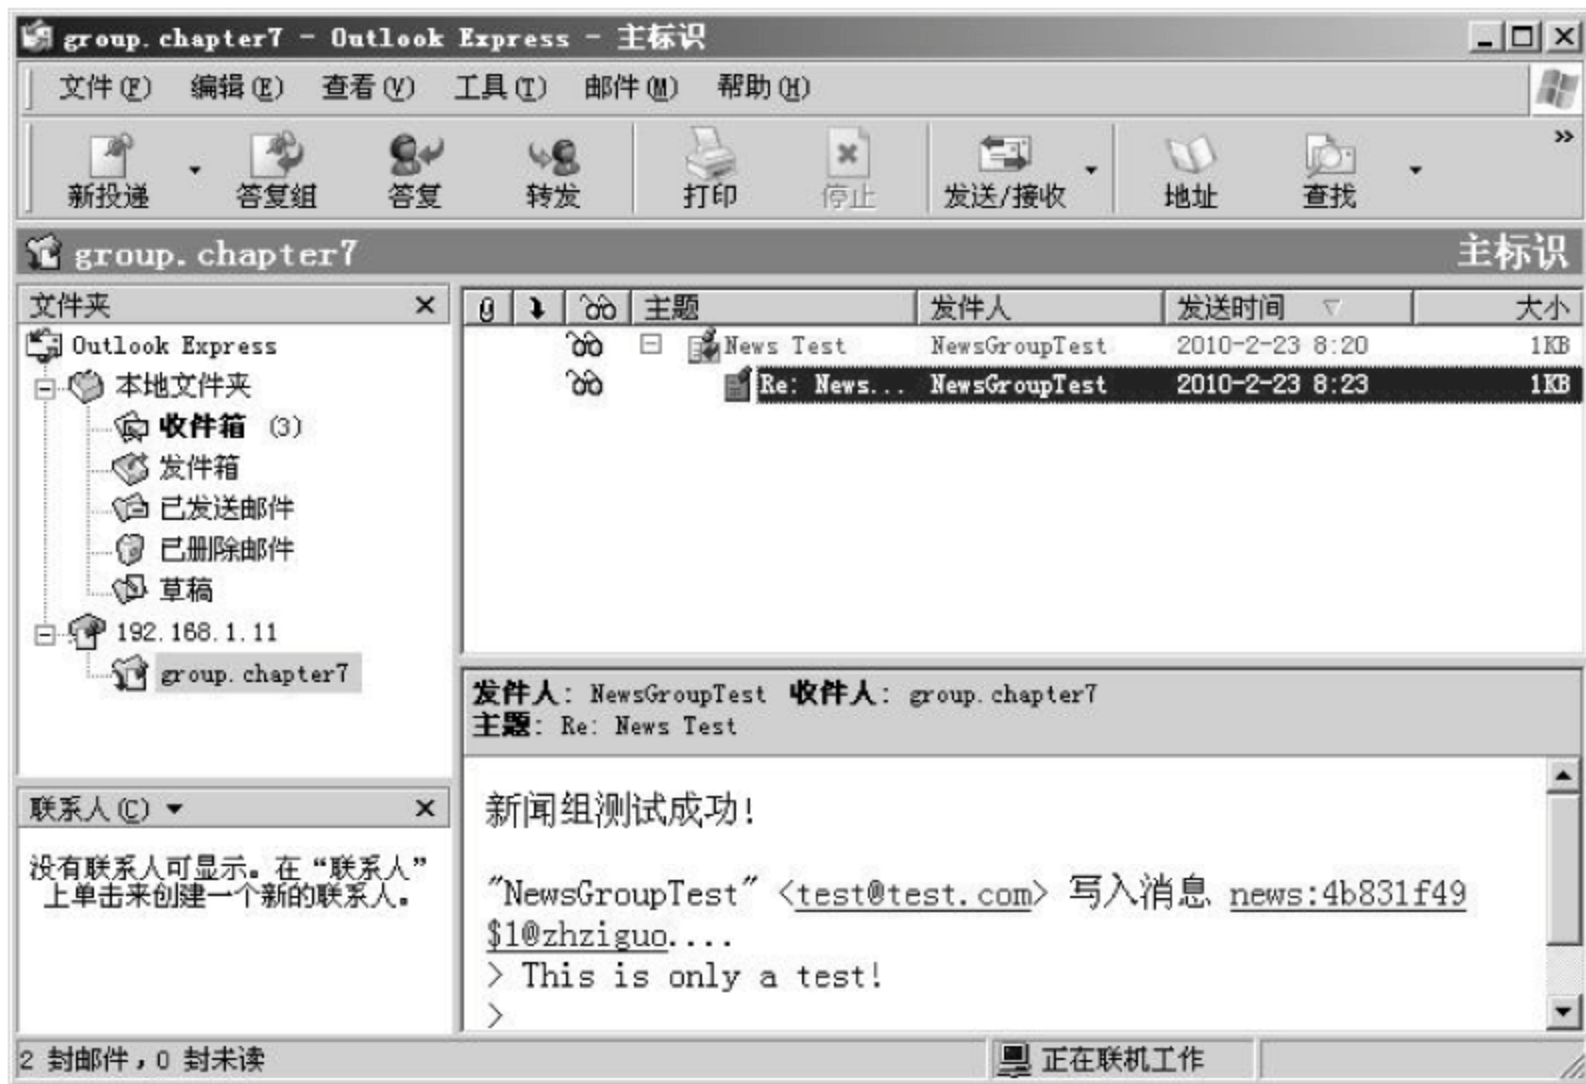 group.chapter7 - Outlook Express - 主标识
文件(F) 编辑(E) 查看(V) 工具(T) 邮件(M) 帮助(H)
新投递 答复组 答复 转发 打印 停止 发送/接收 地址 查找 »
group.chapter7 主标识
文件夹
Outlook Express
本地文件夹
收件箱 (3)
发件箱
已发送邮件
已删除邮件
草稿
192.168.1.11
group.chapter7
联系人(C)
没有联系人可显示。在“联系人”
上单击来创建一个新的联系人。
主题 发件人 发送时间 大小
News Test NewsGroupTest 2010-2-23 8:20 1KB
Re: News... NewsGroupTest 2010-2-23 8:23 1KB
发件人: NewsGroupTest 收件人: group.chapter7
主题: Re: News Test
新闻组测试成功!
"NewsGroupTest" <test@test.com> 写入消息 news:4b831f49
$1@zhziguo....
> This is only a test!
>
2 封邮件，0 封未读 正在联机工作